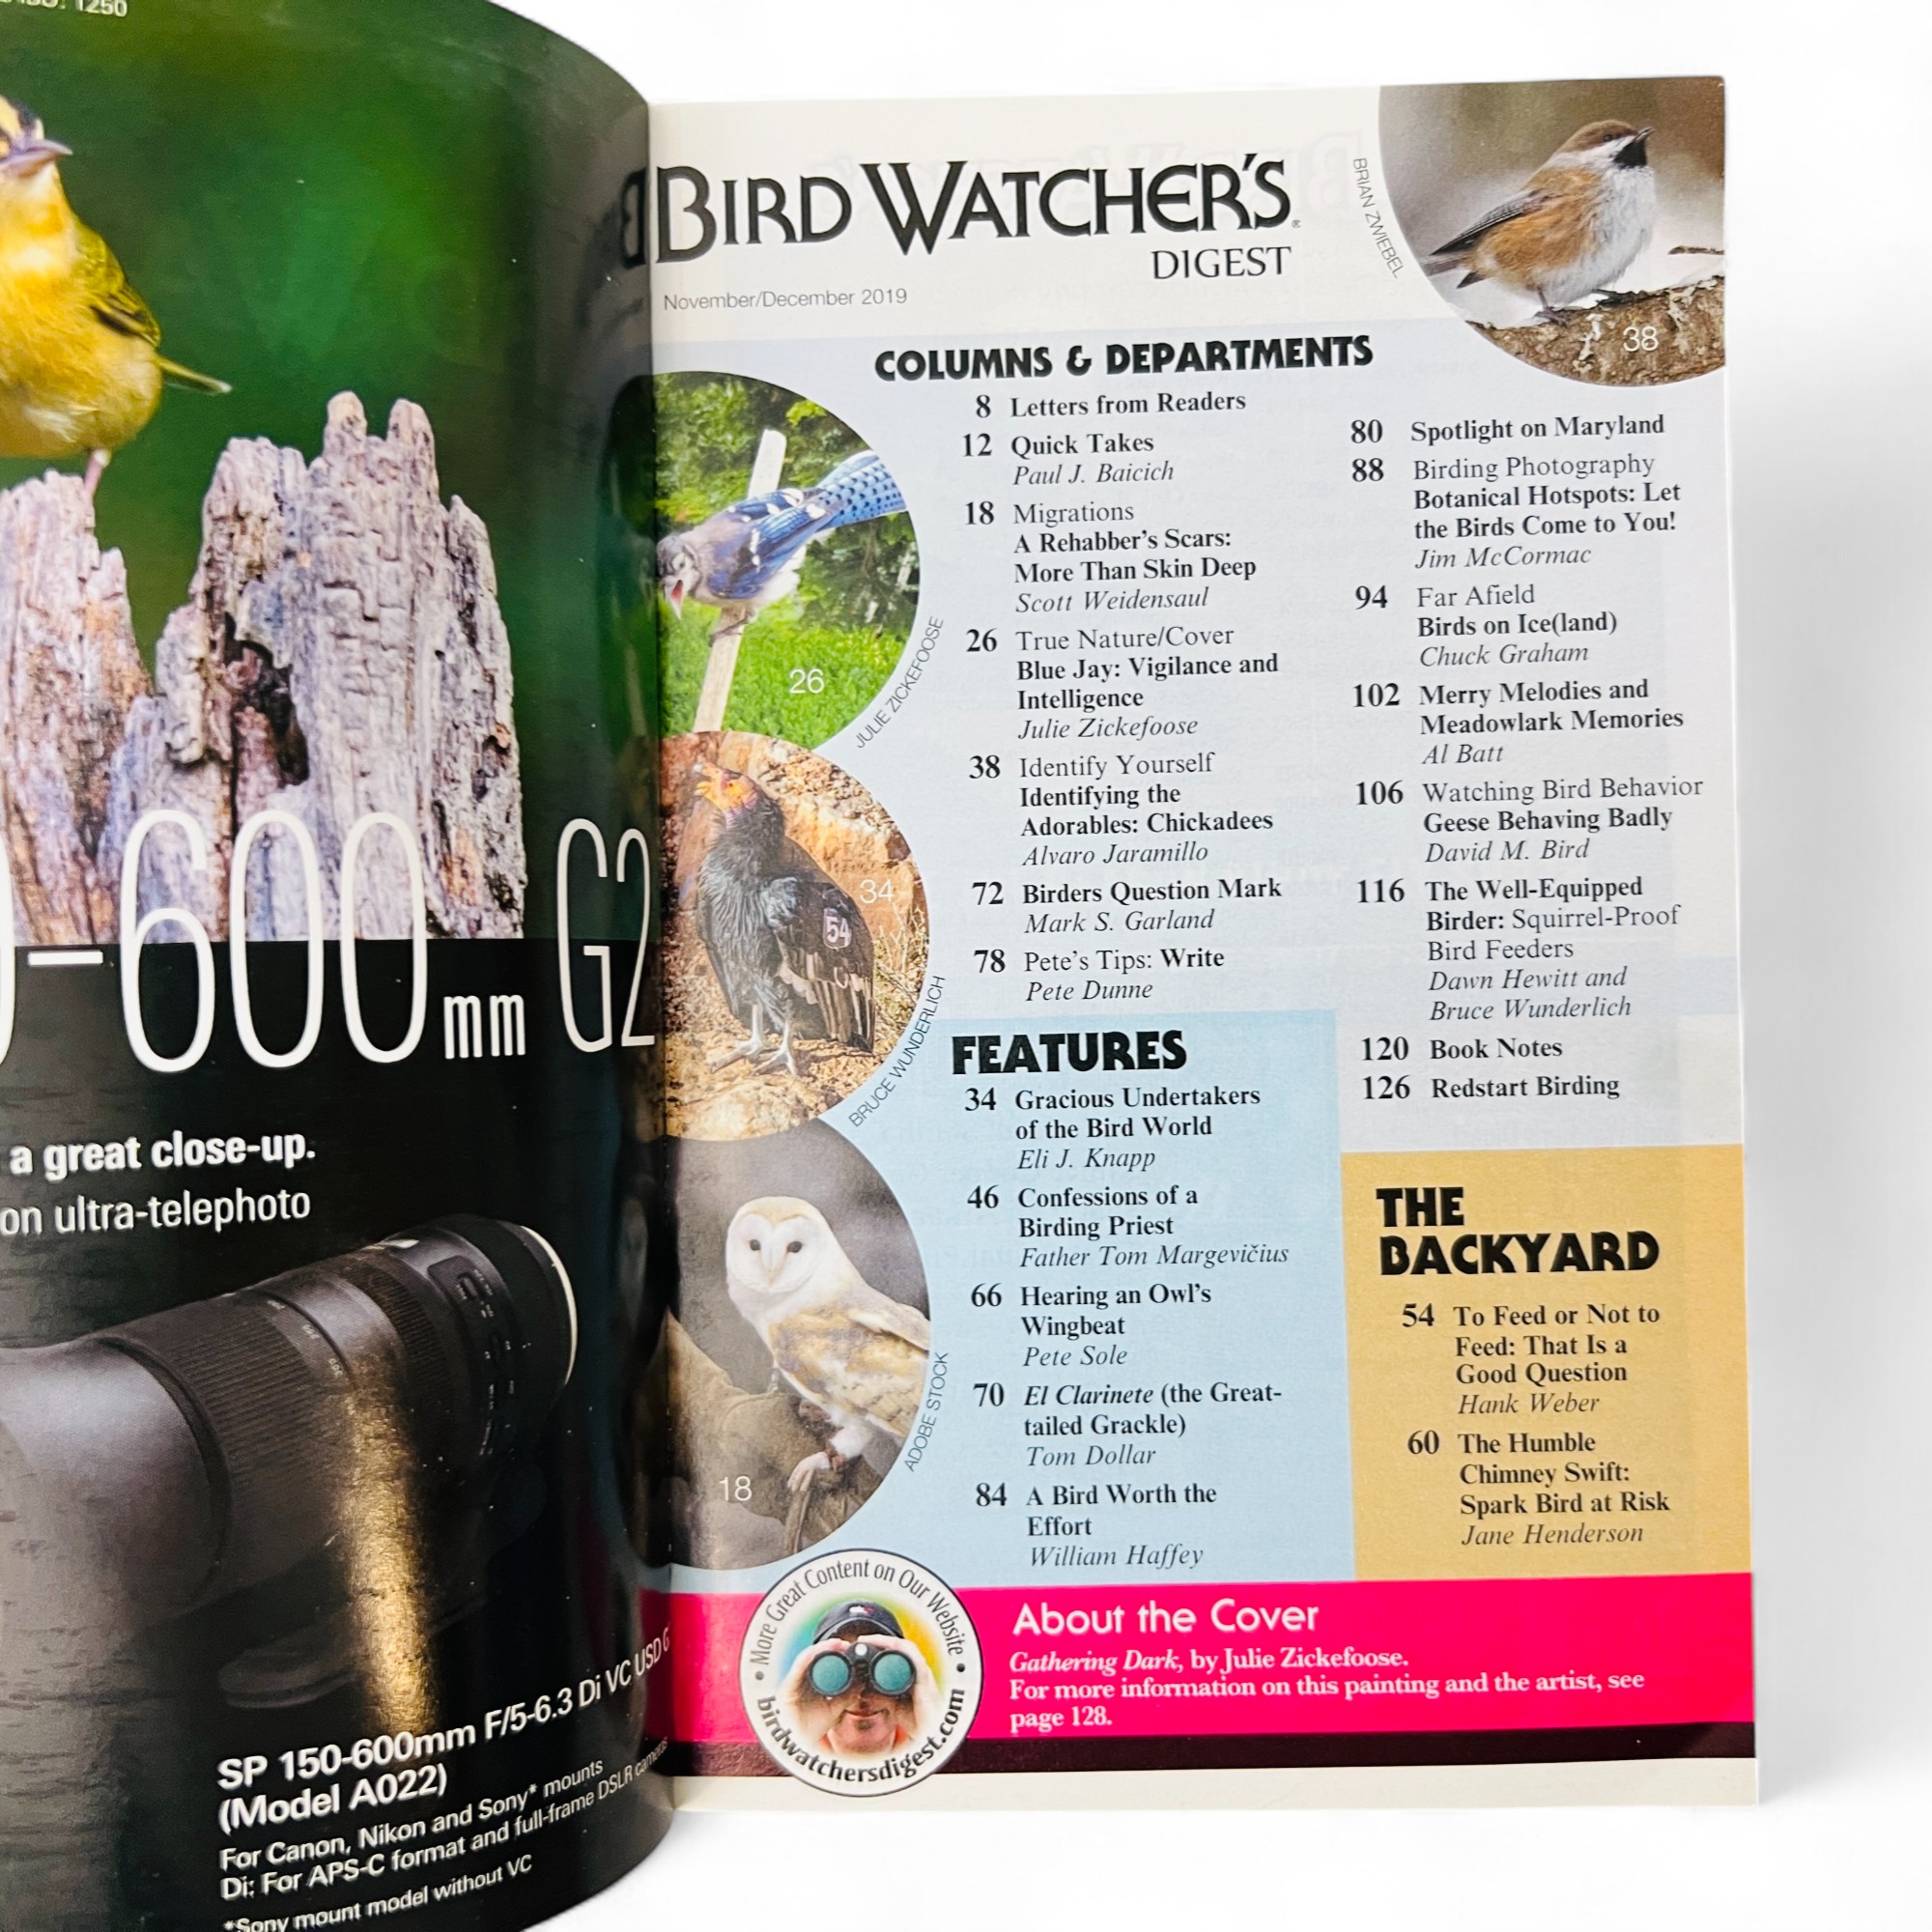 1250
-600mm G2
a great close-up.
on ultra-telephoto
SP 150-600mm F/5-6.3 Di VC USD
(Model A022)
For Canon, Nikon and Sony* mounts
Di: For APS-C format and full-frame DSLR cameras
*Sony mount model without VC
BIRD WATCHER'S®
DIGEST
November/December 2019
BRIAN ZWIEBEL
38
COLUMNS & DEPARTMENTS
8 Letters from Readers
12 Quick Takes
Paul J. Baicich
18 Migrations
A Rehabber's Scars:
More Than Skin Deep
Scott Weidensaul
26 True Nature/Cover
Blue Jay: Vigilance and
Intelligence
Julie Zickefoose
38 Identify Yourself
Identifying the
Adorables: Chickadees
Alvaro Jaramillo
72 Birders Question Mark
Mark S. Garland
78 Pete's Tips: Write
Pete Dunne
80 Spotlight on Maryland
88 Birding Photography
Botanical Hotspots: Let
the Birds Come to You!
Jim McCormac
94 Far Afield
Birds on Ice(land)
Chuck Graham
102 Merry Melodies and
Meadowlark Memories
Al Batt
106 Watching Bird Behavior
Geese Behaving Badly
David M. Bird
116 The Well-Equipped
Birder: Squirrel-Proof
Bird Feeders
Dawn Hewitt and
Bruce Wunderlich
120 Book Notes
126 Redstart Birding
26
JULIE ZICKEFOOSE
34
54
BRUCE WUNDERLICH
18
ADOBE STOCK
FEATURES
34 Gracious Undertakers
of the Bird World
Eli J. Knapp
46 Confessions of a
Birding Priest
Father Tom Margevičius
66 Hearing an Owl's
Wingbeat
Pete Sole
70 El Clarinete (the Great-
tailed Grackle)
Tom Dollar
84 A Bird Worth the
Effort
William Haffey
THE
BACKYARD
54 To Feed or Not to
Feed: That Is a
Good Question
Hank Weber
60 The Humble
Chimney Swift:
Spark Bird at Risk
Jane Henderson
• More Great Content on Our Website •
birdwatchersdigest.com
About the Cover
Gathering Dark, by Julie Zickefoose.
For more information on this painting and the artist, see
page 128.